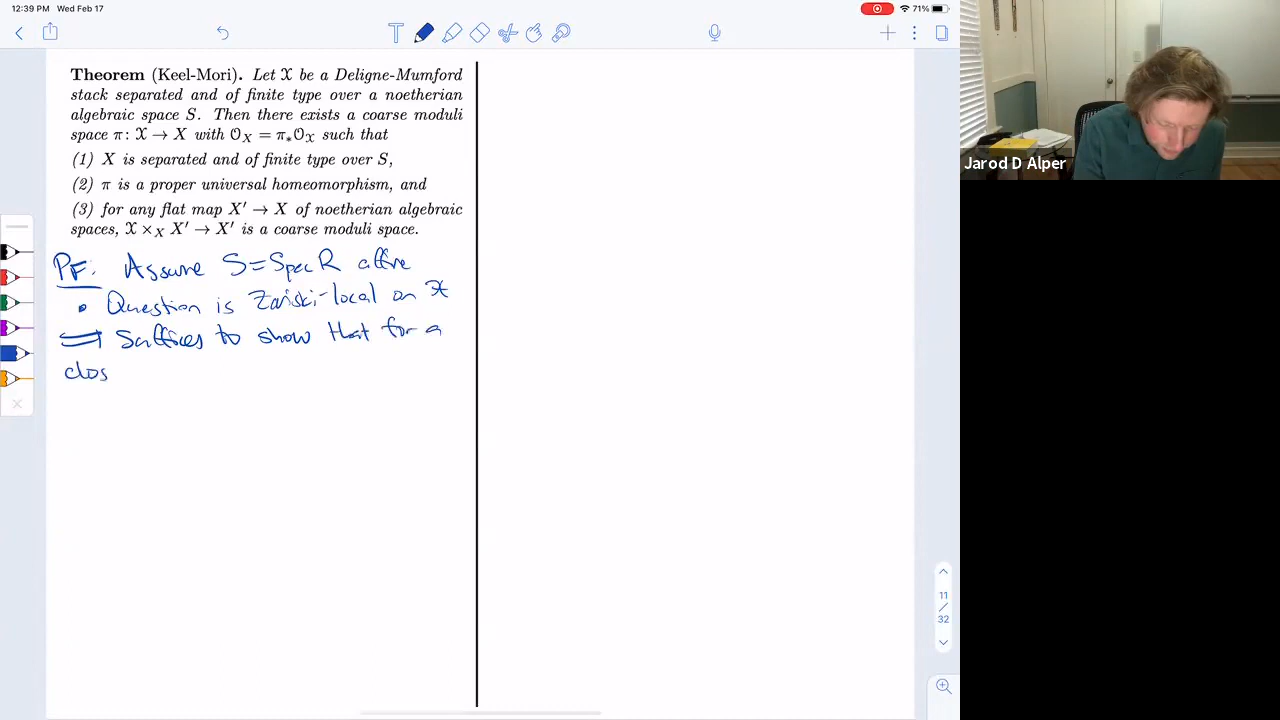 12:39 PM Wed Feb 17
71%
Theorem (Keel-Mori). Let 𝒳 be a Deligne-Mumford
stack separated and of finite type over a noetherian
algebraic space S. Then there exists a coarse moduli
space π: 𝒳 → X with 𝒪_X = π_*𝒪_𝒳 such that
(1) X is separated and of finite type over S,
(2) π is a proper universal homeomorphism, and
(3) for any flat map X′ → X of noetherian algebraic
spaces, 𝒳 ×_X X′ → X′ is a coarse moduli space.
PF: Assume S = Spec R affine
• Question is Zariski-local on 𝒳
⟹ Suffices to show that for a
clos
11
/
32
Jarod D Alper